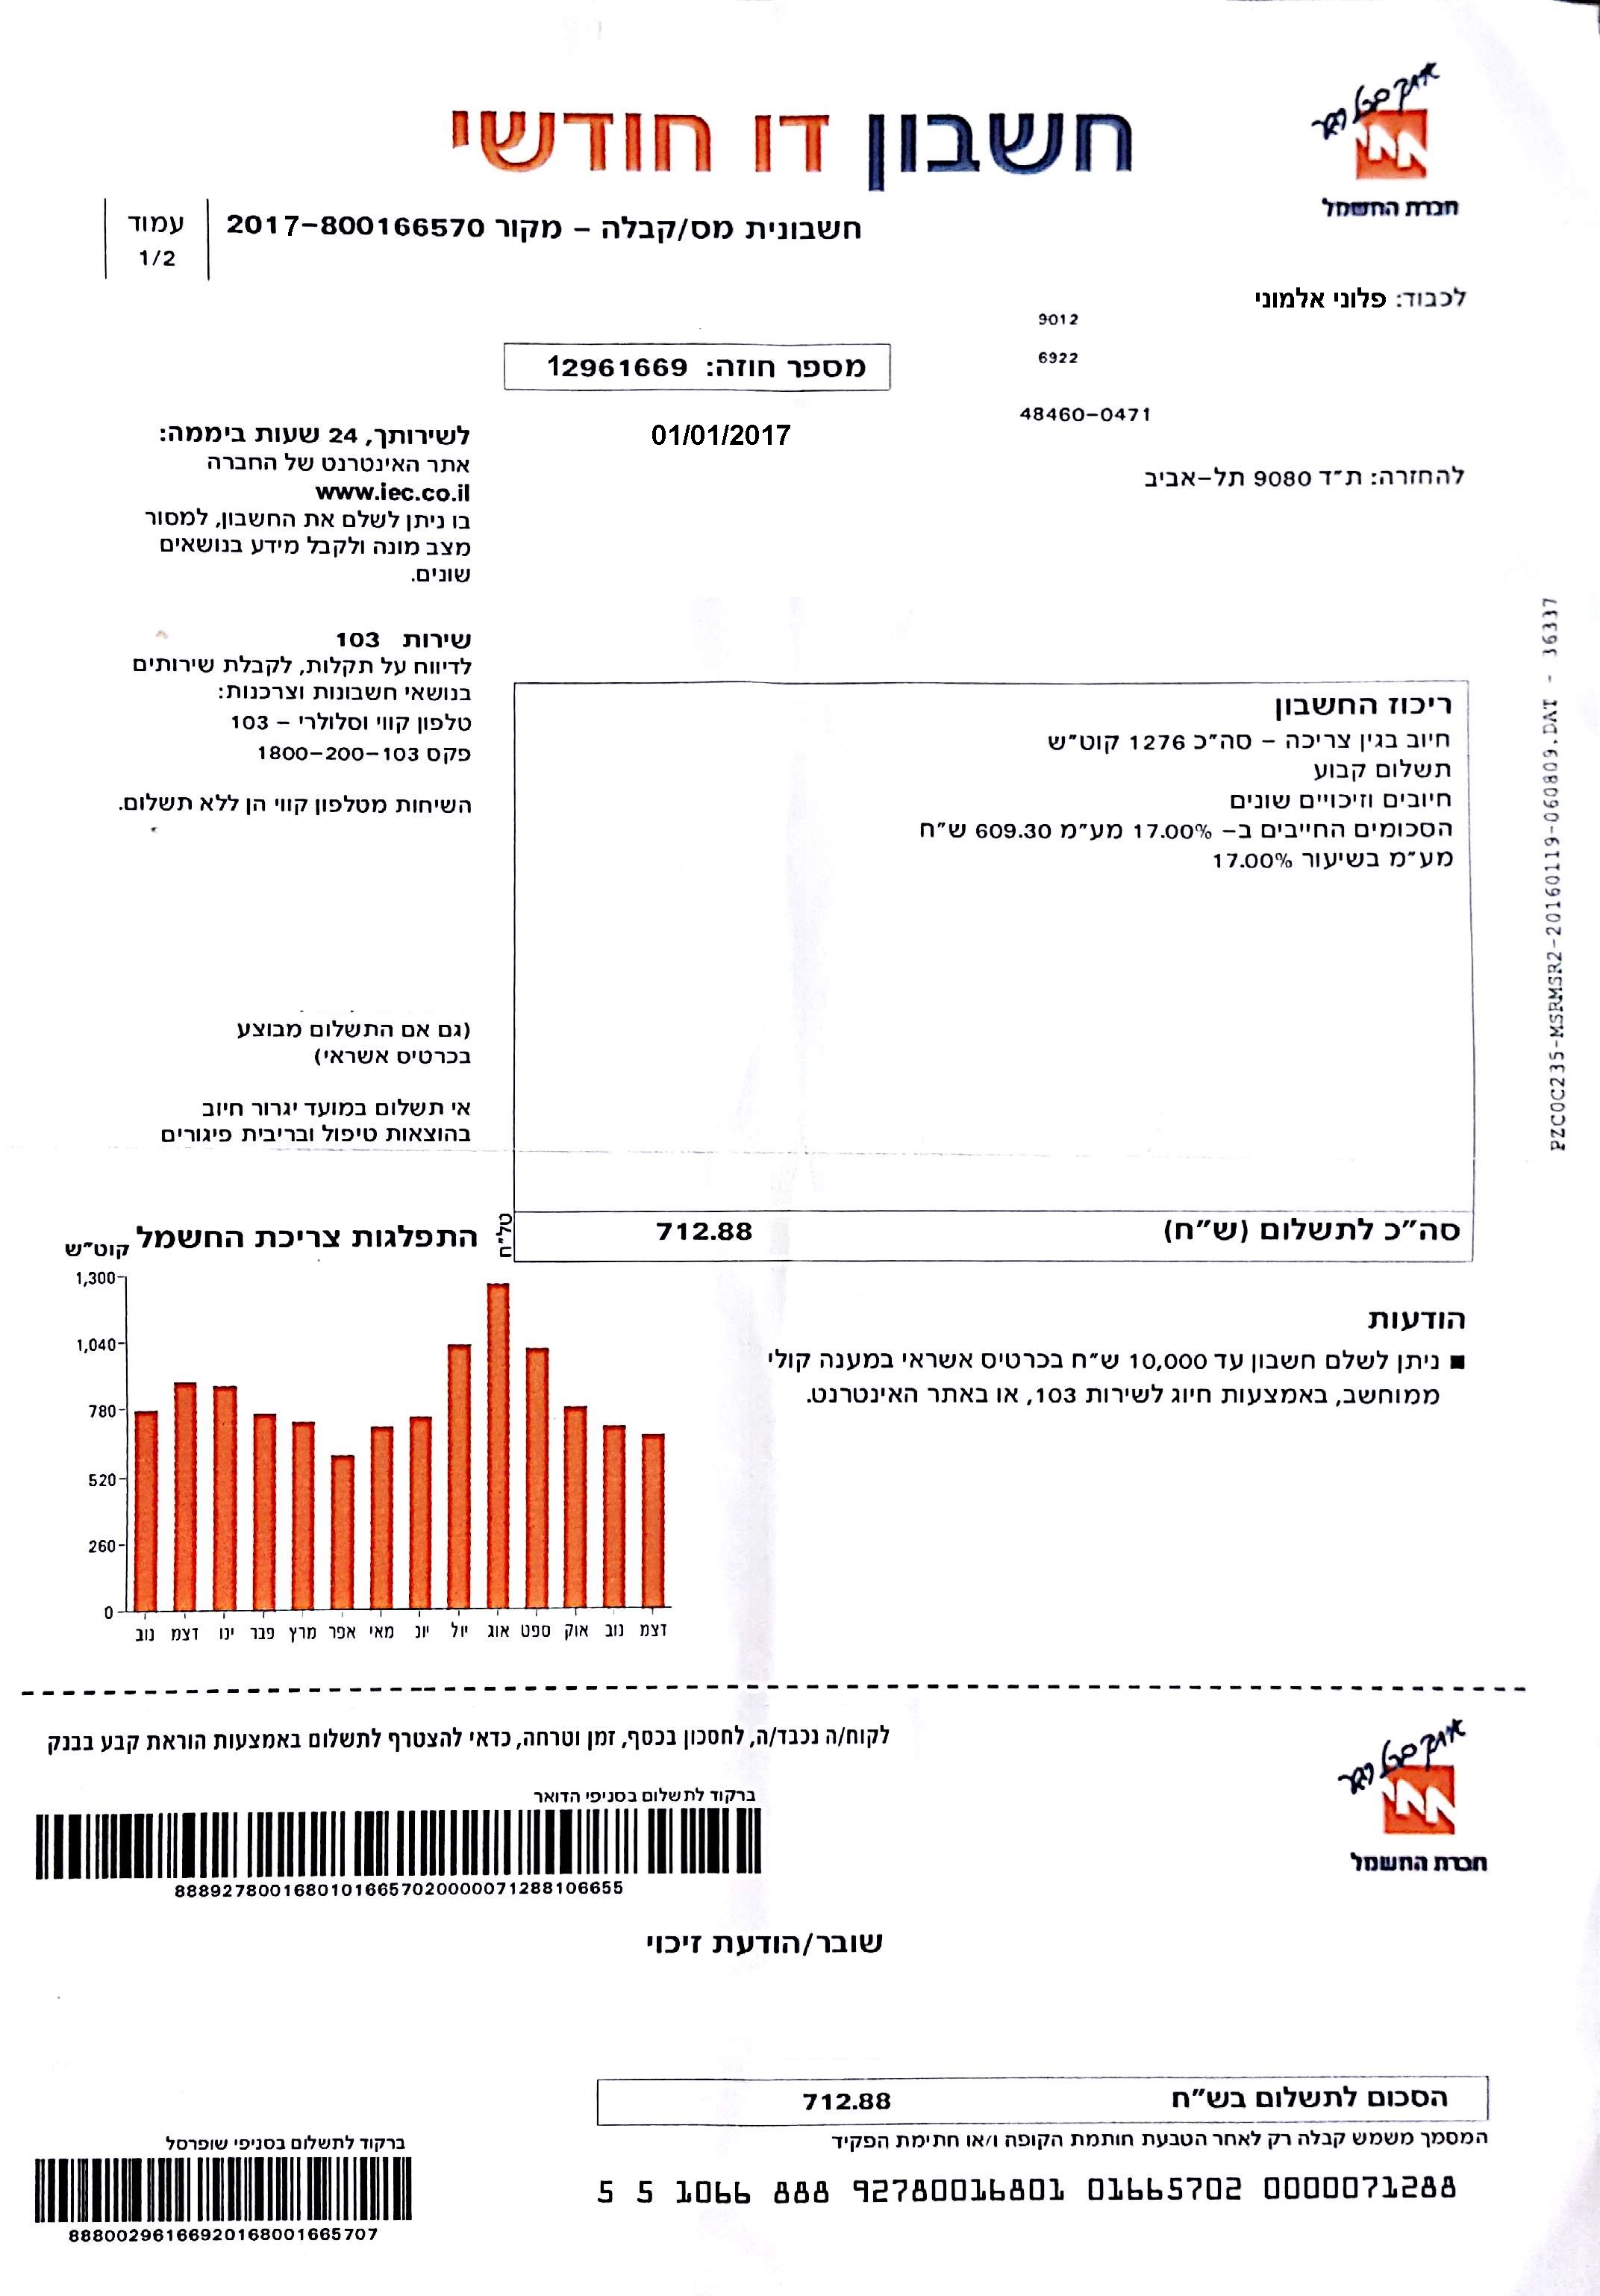 חברת החשמל
חשבון דו חודשי
חשבונית מס/קבלה – מקור 2017-800166570
עמוד
1/2
לכבוד: פלוני אלמוני
9012
6922
48460-0471
מספר חוזה: 12961669
01/01/2017
להחזרה: ת״ד 9080 תל-אביב
לשירותך, 24 שעות ביממה:
אתר האינטרנט של החברה
www.iec.co.il
בו ניתן לשלם את החשבון, למסור
מצב מונה ולקבל מידע בנושאים
שונים.
שירות 103
לדיווח על תקלות, לקבלת שירותים
בנושאי חשבונות וצרכנות:
טלפון קווי וסלולרי – 103
פקס 1800-200-103
השיחות מטלפון קווי הן ללא תשלום.
(גם אם התשלום מבוצע
בכרטיס אשראי)
אי תשלום במועד יגרור חיוב
בהוצאות טיפול ובריבית פיגורים
PZCOC235-MSRMSR2-20160119-060809.DAT - 36337
ריכוז החשבון
חיוב בגין צריכה – סה״כ 1276 קוט״ש
תשלום קבוע
חיובים וזיכויים שונים
הסכומים החייבים ב- 17.00% מע״מ 609.30 ש״ח
מע״מ בשיעור 17.00%
סה״כ לתשלום (ש״ח) 712.88
טל״ח
הודעות
■ ניתן לשלם חשבון עד 10,000 ש״ח בכרטיס אשראי במענה קולי
ממוחשב, באמצעות חיוג לשירות 103, או באתר האינטרנט.
התפלגות צריכת החשמל
קוט״ש
1,300
1,040
780
520
260
0
נוב דצמ ינו פבר מרץ אפר מאי יונ יול אוג ספט אוק נוב דצמ
לקוח/ה נכבד/ה, לחסכון בכסף, זמן וטרחה, כדאי להצטרף לתשלום באמצעות הוראת קבע בבנק
חברת החשמל
ברקוד לתשלום בסניפי הדואר
888927800168010166570200000712881066​55
שובר/הודעת זיכוי
הסכום לתשלום בש״ח 712.88
המסמך משמש קבלה רק לאחר הטבעת חותמת הקופה ו/או חתימת הפקיד
5 5 1066 888 92780016801 01665702 0000071288
ברקוד לתשלום בסניפי שופרסל
8880029616692016800166570​7